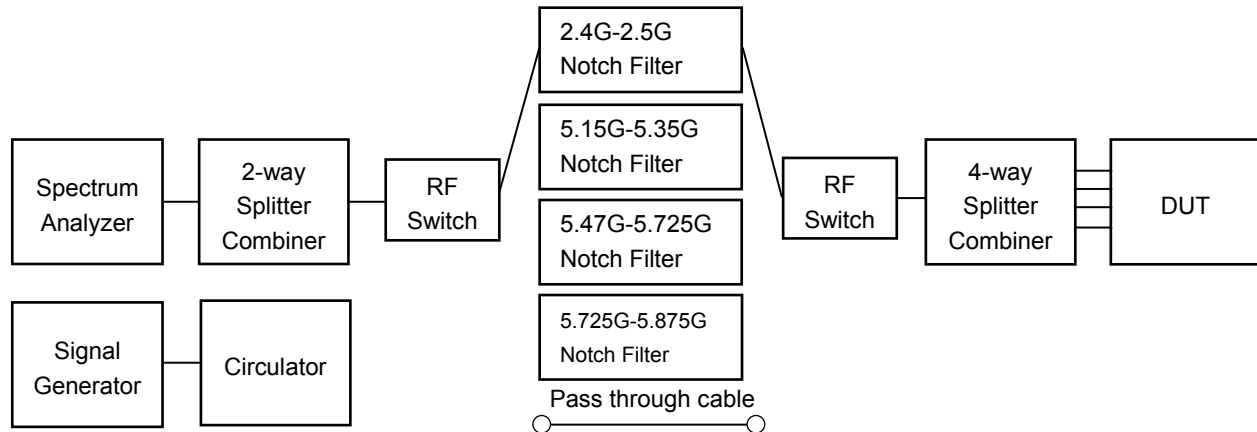 2.4G-2.5G
Notch Filter
5.15G-5.35G
Notch Filter
Spectrum
Analyzer
2-way
Splitter
Combiner
RF
Switch
RF
Switch
4-way
Splitter
Combiner
DUT
5.47G-5.725G
Notch Filter
Signal
Generator
Circulator
5.725G-5.875G
Notch Filter
Pass through cable